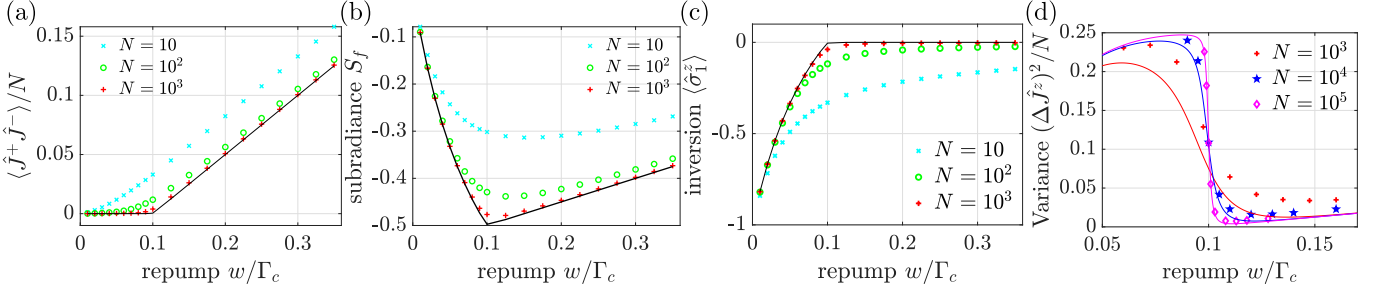 (a)
⟨Ĵ⁺Ĵ⁻⟩/N
0.15
0.1
0.05
0
N = 10
N = 10²
N = 10³
0
0.1
0.2
0.3
repump w/Γc
(b)
subradiance Sf
-0.1
-0.2
-0.3
-0.4
-0.5
N = 10
N = 10²
N = 10³
0
0.1
0.2
0.3
repump w/Γc
(c)
inversion ⟨σ̂₁ᶻ⟩
0
-0.5
-1
N = 10
N = 10²
N = 10³
0
0.1
0.2
0.3
repump w/Γc
(d)
Variance (ΔĴᶻ)²/N
0.25
0.2
0.15
0.1
0.05
0
N = 10³
N = 10⁴
N = 10⁵
0.05
0.1
0.15
repump w/Γc